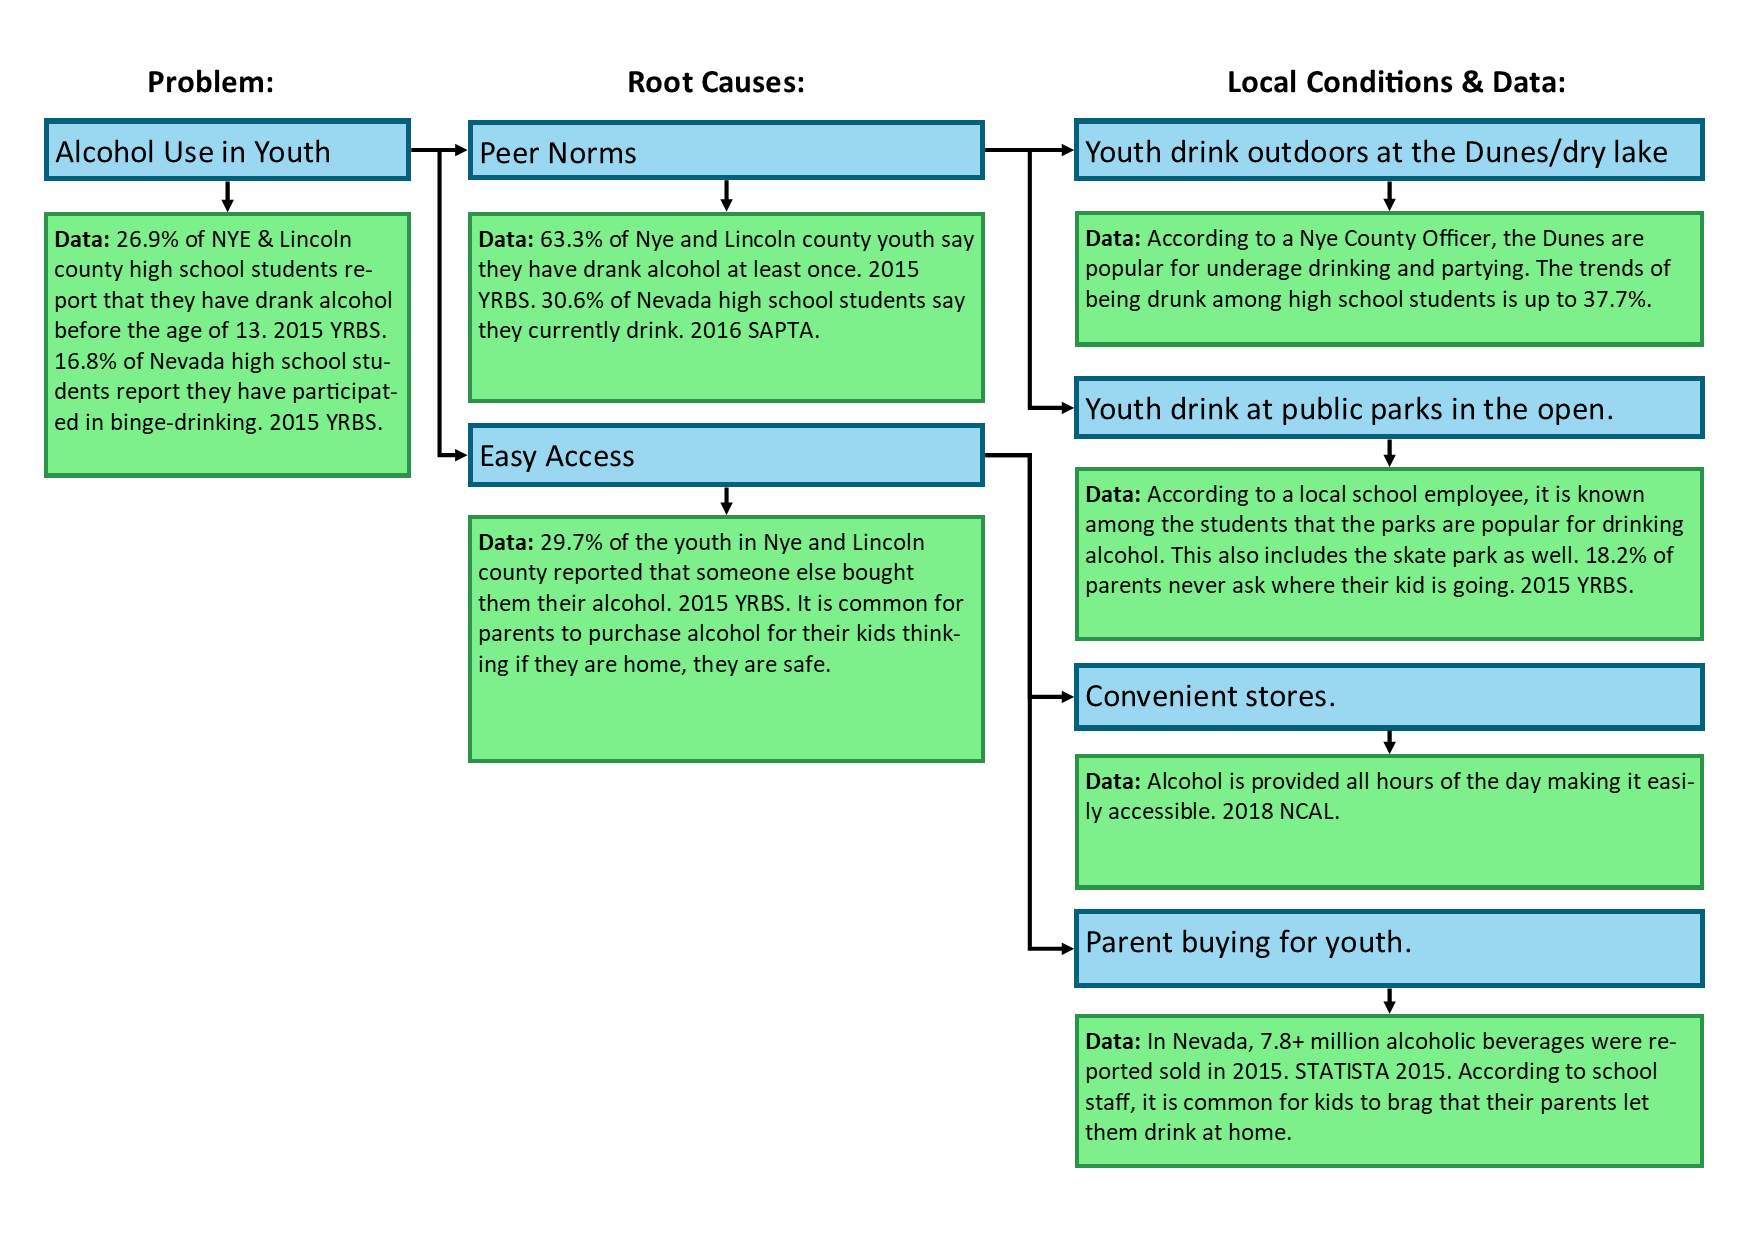 Problem:
Root Causes:
Local Conditions & Data:
Alcohol Use in Youth
Data: 26.9% of NYE & Lincoln
county high school students re-
port that they have drank alcohol
before the age of 13. 2015 YRBS.
16.8% of Nevada high school stu-
dents report they have participat-
ed in binge-drinking. 2015 YRBS.
Peer Norms
Data: 63.3% of Nye and Lincoln county youth say
they have drank alcohol at least once. 2015
YRBS. 30.6% of Nevada high school students say
they currently drink. 2016 SAPTA.
Easy Access
Data: 29.7% of the youth in Nye and Lincoln
county reported that someone else bought
them their alcohol. 2015 YRBS. It is common for
parents to purchase alcohol for their kids think-
ing if they are home, they are safe.
Youth drink outdoors at the Dunes/dry lake
Data: According to a Nye County Officer, the Dunes are
popular for underage drinking and partying. The trends of
being drunk among high school students is up to 37.7%.
Youth drink at public parks in the open.
Data: According to a local school employee, it is known
among the students that the parks are popular for drinking
alcohol. This also includes the skate park as well. 18.2% of
parents never ask where their kid is going. 2015 YRBS.
Convenient stores.
Data: Alcohol is provided all hours of the day making it easi-
ly accessible. 2018 NCAL.
Parent buying for youth.
Data: In Nevada, 7.8+ million alcoholic beverages were re-
ported sold in 2015. STATISTA 2015. According to school
staff, it is common for kids to brag that their parents let
them drink at home.